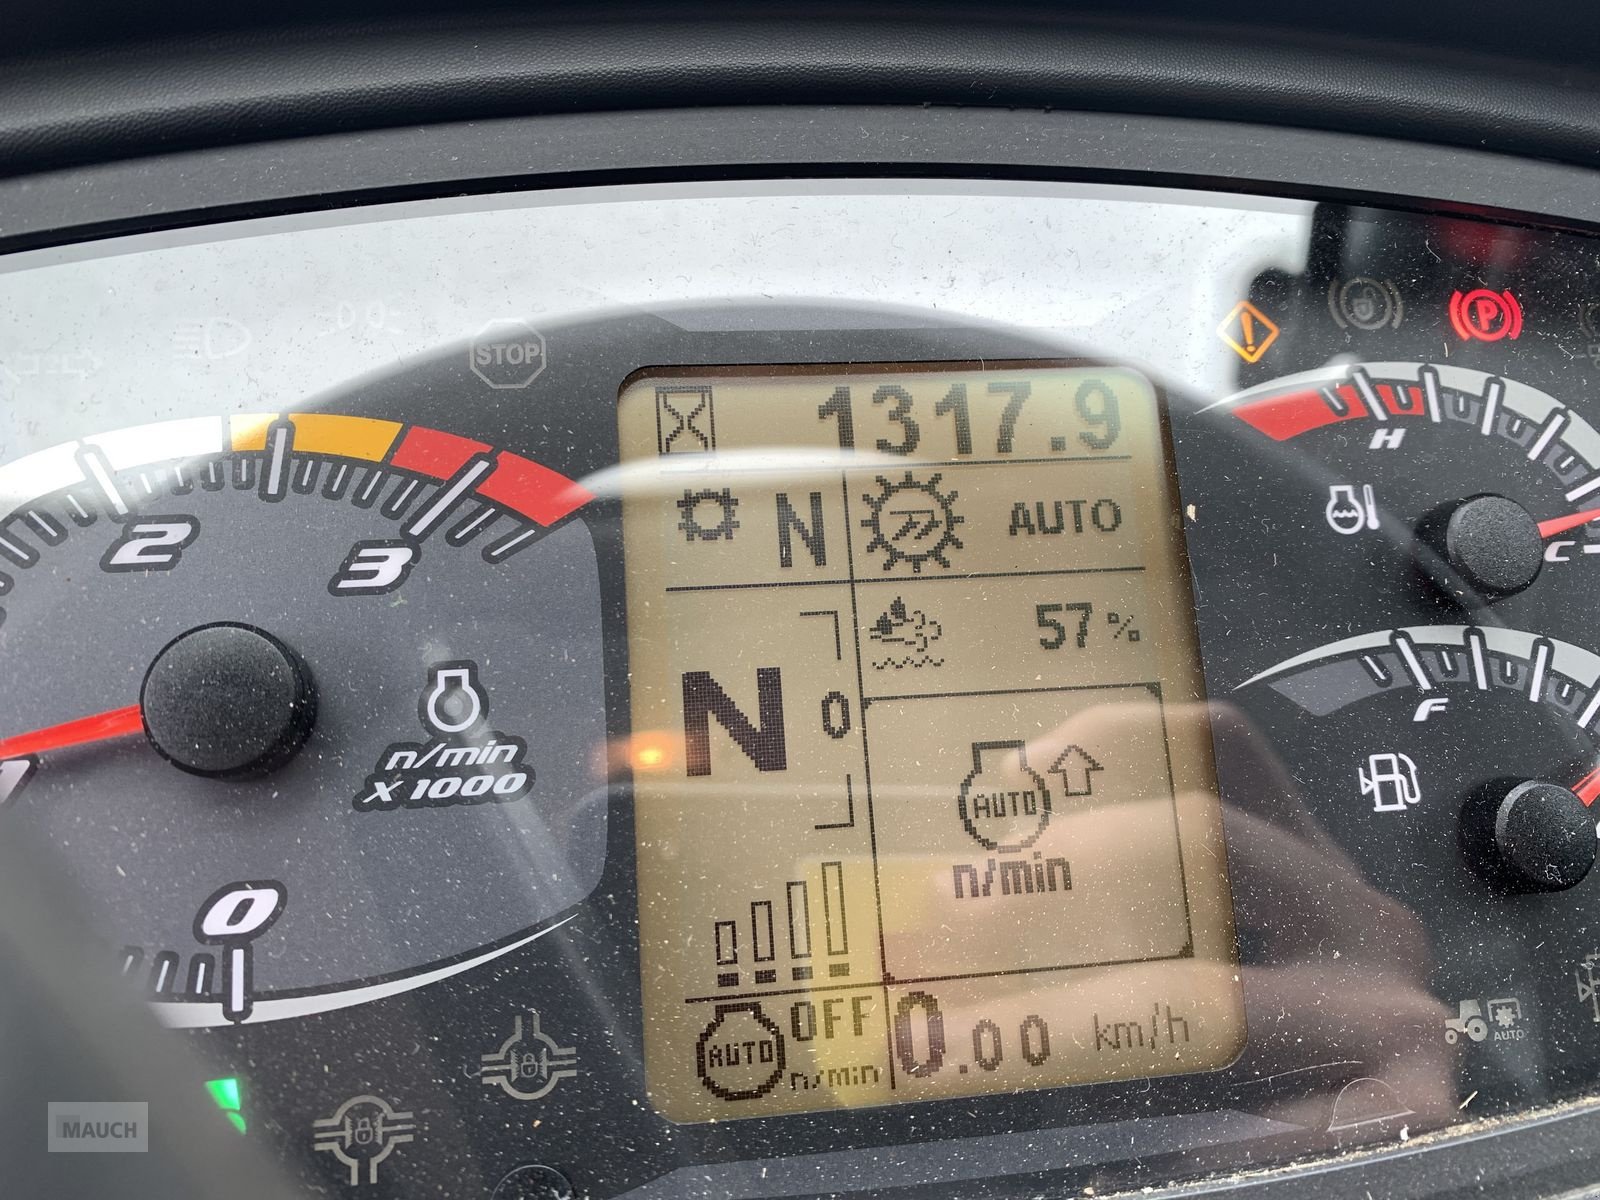 STOP
P
1317.9
N
AUTO
57 %
N
0
AUTO
n/min
AUTO
OFF
n/min
0.00 km/h
1
2
3
0
n/min
X 1000
H
C
F
AUTO
MAUCH